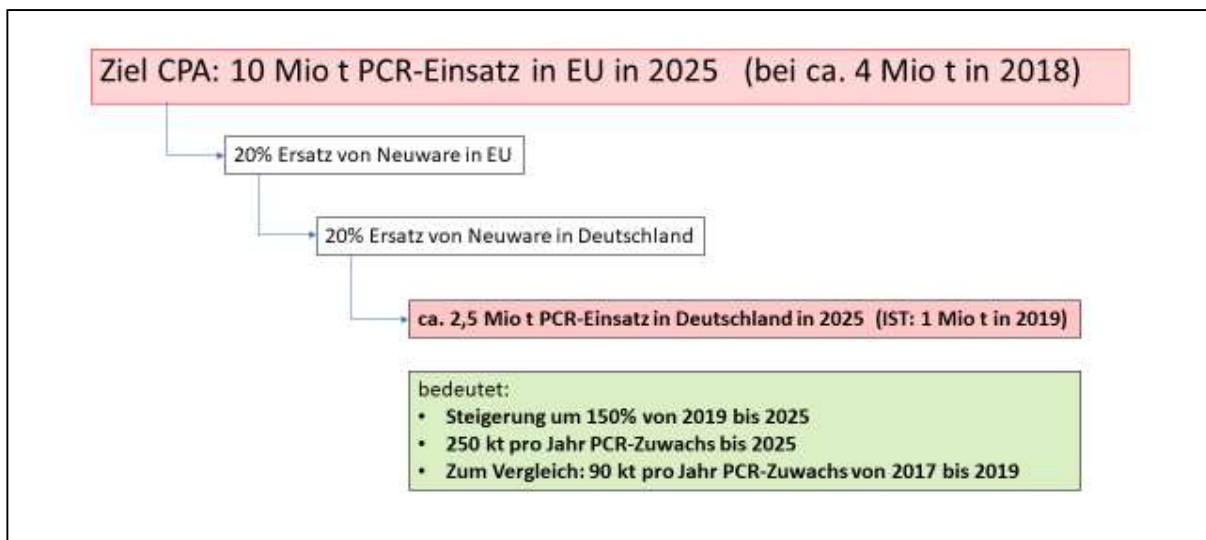 Ziel CPA: 10 Mio t PCR-Einsatz in EU in 2025 (bei ca. 4 Mio t in 2018)
20% Ersatz von Neuware in EU
20% Ersatz von Neuware in Deutschland
ca. 2,5 Mio t PCR-Einsatz in Deutschland in 2025 (IST: 1 Mio t in 2019)
bedeutet:
• Steigerung um 150% von 2019 bis 2025
• 250 kt pro Jahr PCR-Zuwachs bis 2025
• Zum Vergleich: 90 kt pro Jahr PCR-Zuwachs von 2017 bis 2019